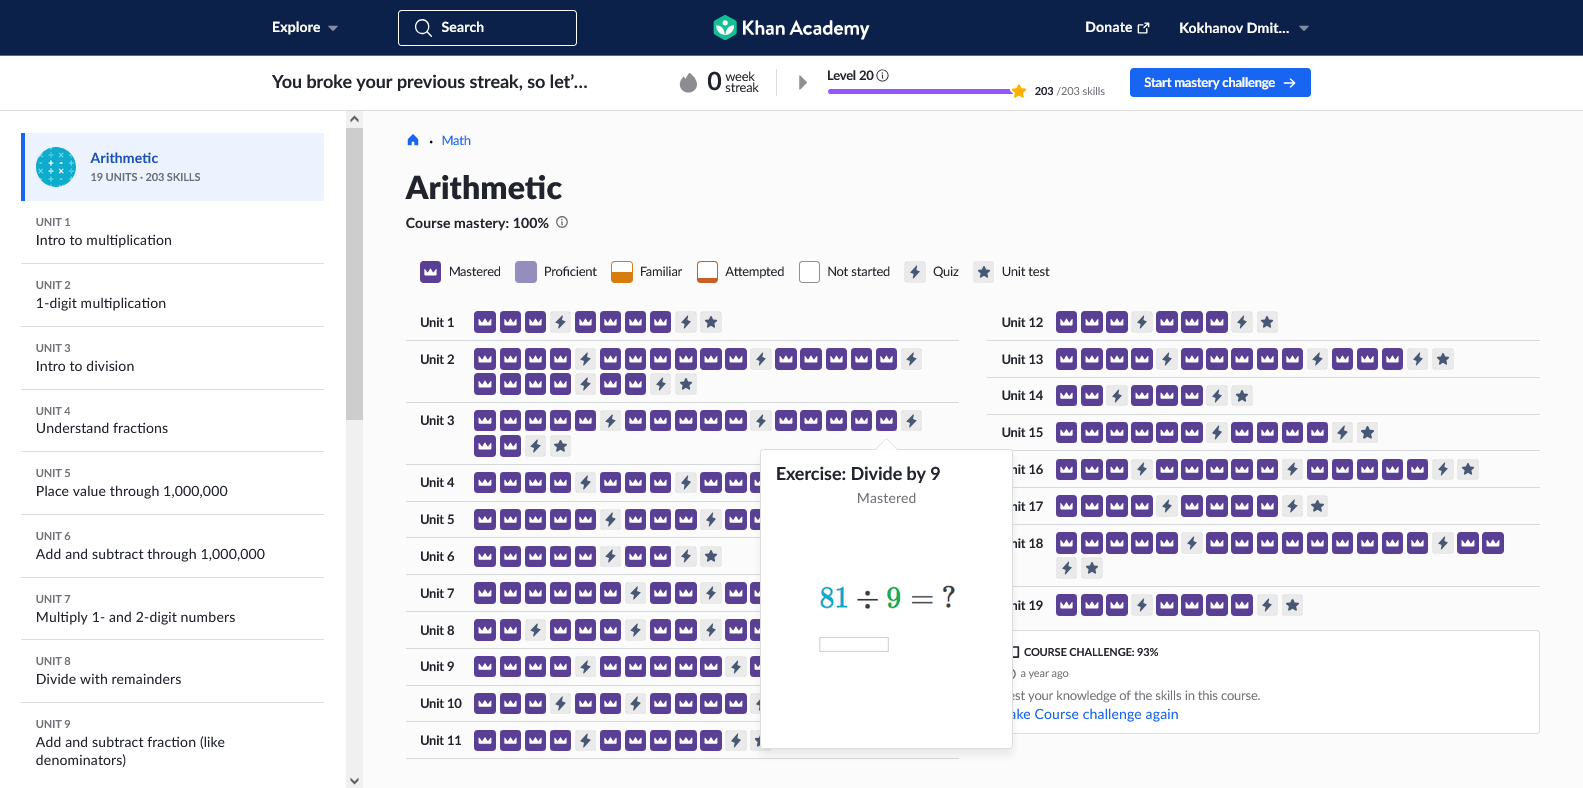 Explore
Search
Khan Academy
Donate
Kokhanov Dmit...
You broke your previous streak, so let'...
0 week streak
Level 20
203 /203 skills
Start mastery challenge
Arithmetic
19 UNITS · 203 SKILLS
UNIT 1
Intro to multiplication
UNIT 2
1-digit multiplication
UNIT 3
Intro to division
UNIT 4
Understand fractions
UNIT 5
Place value through 1,000,000
UNIT 6
Add and subtract through 1,000,000
UNIT 7
Multiply 1- and 2-digit numbers
UNIT 8
Divide with remainders
UNIT 9
Add and subtract fraction (like
denominators)
Math
Arithmetic
Course mastery: 100%
Mastered
Proficient
Familiar
Attempted
Not started
Quiz
Unit test
Unit 1
Unit 2
Unit 3
Unit 4
Unit 5
Unit 6
Unit 7
Unit 8
Unit 9
Unit 10
Unit 11
Exercise: Divide by 9
Mastered
81 ÷ 9 = ?
Unit 12
Unit 13
Unit 14
Unit 15
nit 16
nit 17
nit 18
nit 19
COURSE CHALLENGE: 93%
a year ago
est your knowledge of the skills in this course.
ake Course challenge again